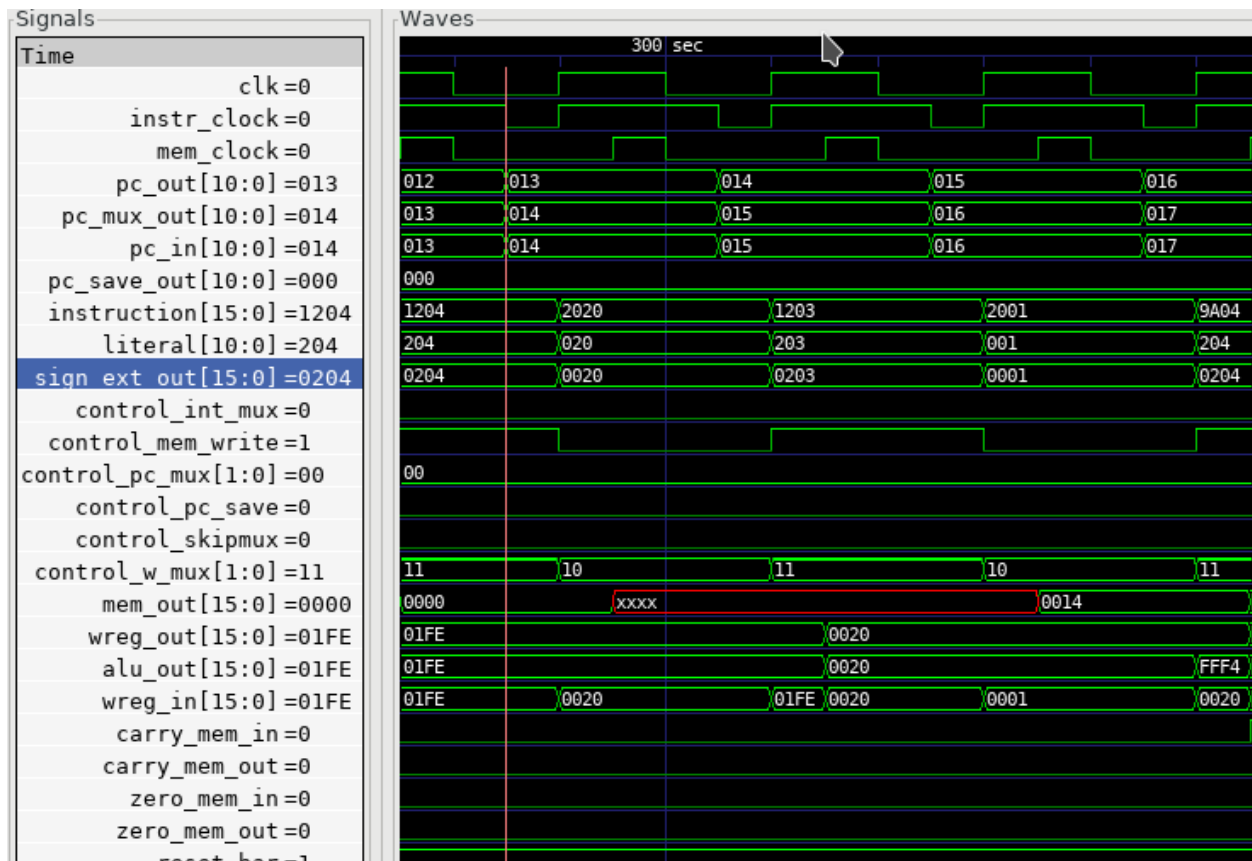 Signals
Waves
Time
300 sec
clk=0
instr_clock=0
mem_clock=0
pc_out[10:0]=013 012 013 014 015 016
pc_mux_out[10:0]=014 013 014 015 016 017
pc_in[10:0]=014 013 014 015 016 017
pc_save_out[10:0]=000 000
instruction[15:0]=1204 1204 2020 1203 2001 9A04
literal[10:0]=204 204 020 203 001 204
sign_ext_out[15:0]=0204 0204 0020 0203 0001 0204
control_int_mux=0
control_mem_write=1
control_pc_mux[1:0]=00 00
control_pc_save=0
control_skipmux=0
control_w_mux[1:0]=11 11 10 11 10 11
mem_out[15:0]=0000 0000 xxxx 0014
wreg_out[15:0]=01FE 01FE 0020
alu_out[15:0]=01FE 01FE 0020 FFF4
wreg_in[15:0]=01FE 01FE 0020 01FE 0020 0001 0020
carry_mem_in=0
carry_mem_out=0
zero_mem_in=0
zero_mem_out=0